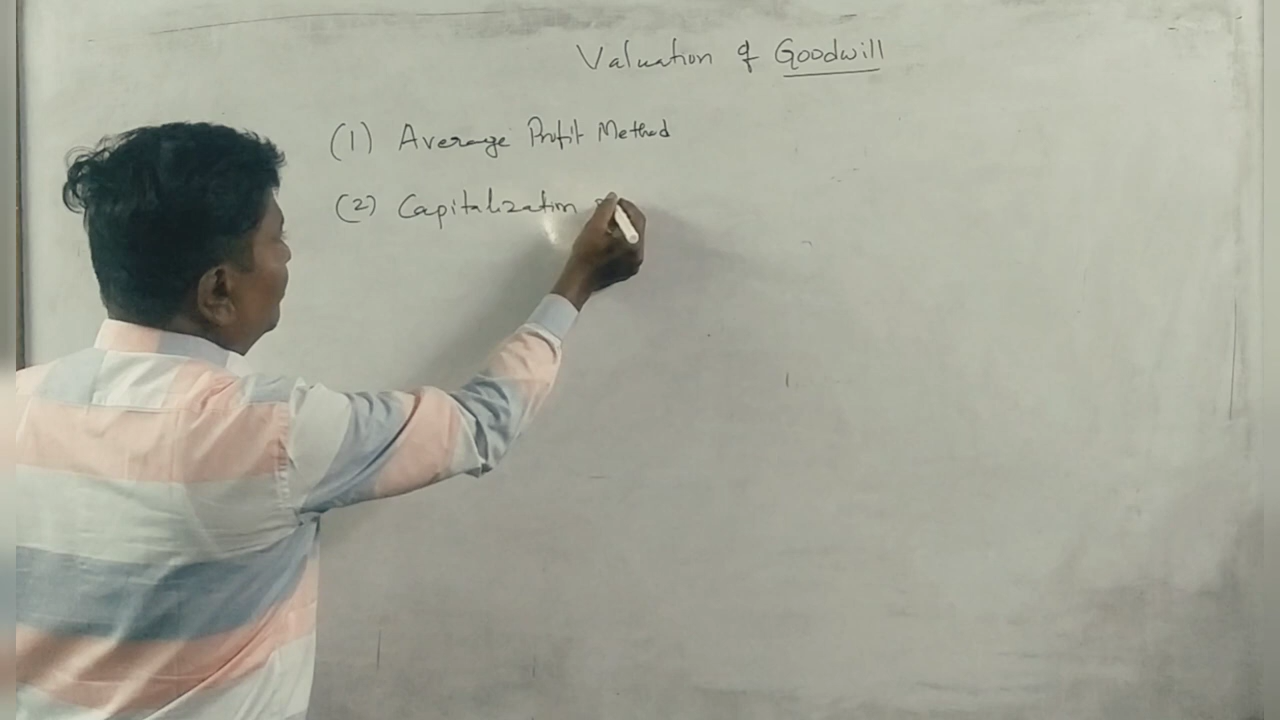 Valuation of Goodwill
(1) Average Profit Method
(2) Capitalization